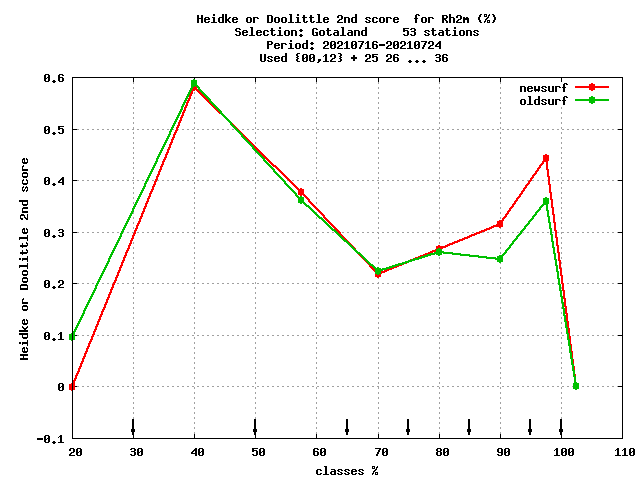 Heidke or Doolittle 2nd score  for Rh2m (%)
Selection: Gotaland     53 stations
Period: 20210716-20210724
Used {00,12} + 25 26 ... 36
newsurf
oldsurf
Heidke or Doolittle 2nd score
0.6
0.5
0.4
0.3
0.2
0.1
0
-0.1
20 30 40 50 60 70 80 90 100 110
classes %